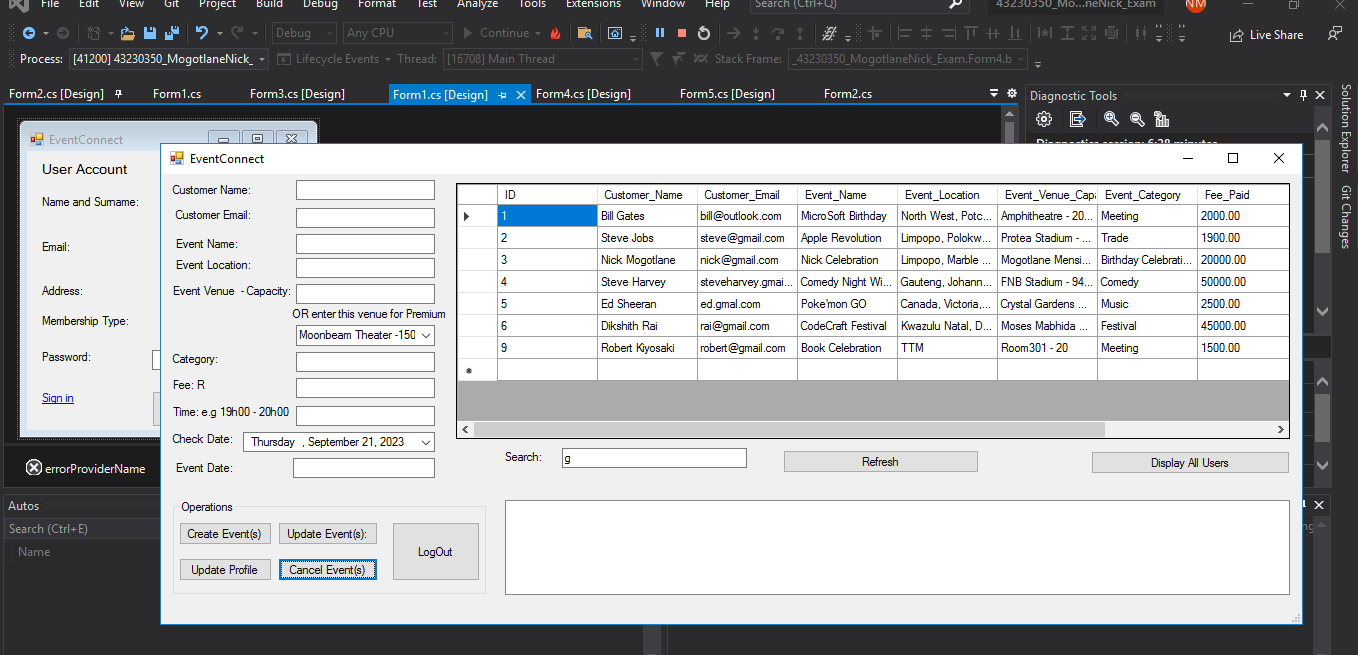 File Edit View Git Project Build Debug Format Test Analyze Tools Extensions Window Help Search (Ctrl+Q) 43230350_Mo...neNick_Exam NM
Debug Any CPU Continue Live Share
Process: [41200] 43230350_MogotlaneNick_ Lifecycle Events Thread: [16708] Main Thread Stack Frame: _43230350_MogotlaneNick_Exam.Form4.b
Form2.cs [Design] Form1.cs Form3.cs [Design] Form1.cs [Design] Form4.cs [Design] Form5.cs [Design] Form2.cs
Diagnostic Tools
Diagnostics session: 6:28 minutes
Solution Explorer
Git Changes
EventConnect
User Account
Name and Surname:
Email:
Address:
Membership Type:
Password:
Sign in
errorProviderName
Autos
Search (Ctrl+E)
Name
EventConnect
Customer Name:
Customer Email:
Event Name:
Event Location:
Event Venue - Capacity:
OR enter this venue for Premium
Moonbeam Theater -150
Category:
Fee: R
Time: e.g 19h00 - 20h00
Check Date: Thursday , September 21, 2023
Event Date:
ID Customer_Name Customer_Email Event_Name Event_Location Event_Venue_Capa Event_Category Fee_Paid
1 Bill Gates bill@outlook.com MicroSoft Birthday North West, Potc... Amphitheatre - 20... Meeting 2000.00
2 Steve Jobs steve@gmail.com Apple Revolution Limpopo, Polokw... Protea Stadium - ... Trade 1900.00
3 Nick Mogotlane nick@gmail.com Nick Celebration Limpopo, Marble ... Mogotlane Mensi... Birthday Celebrati... 20000.00
4 Steve Harvey steveharvey.gmai... Comedy Night Wi... Gauteng, Johann... FNB Stadium - 94... Comedy 50000.00
5 Ed Sheeran ed.gmal.com Poke'mon GO Canada, Victoria,... Crystal Gardens ... Music 2500.00
6 Dikshith Rai rai@gmail.com CodeCraft Festival Kwazulu Natal, D... Moses Mabhida ... Festival 45000.00
9 Robert Kiyosaki robert@gmail.com Book Celebration TTM Room301 - 20 Meeting 1500.00
Search: g Refresh Display All Users
Operations
Create Event(s) Update Event(s): LogOut
Update Profile Cancel Event(s)